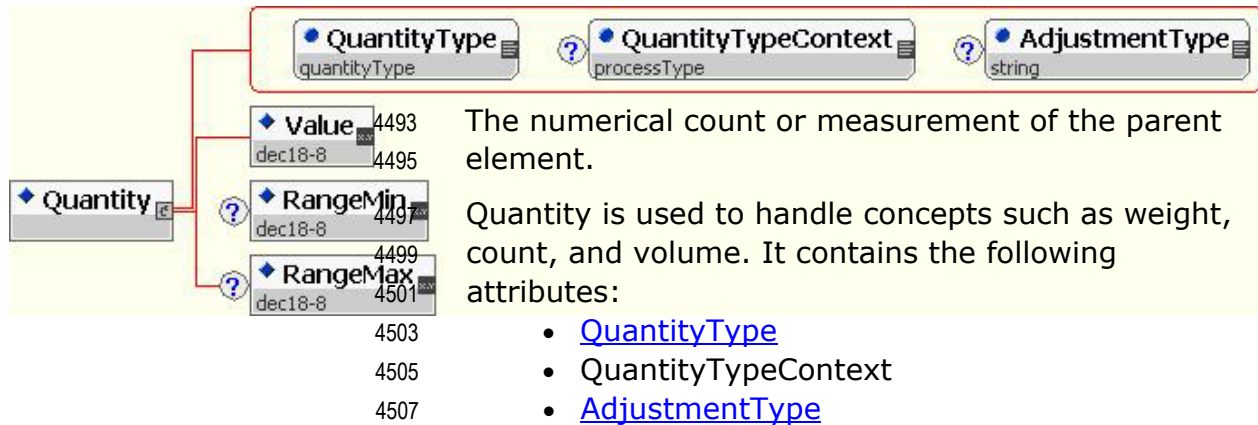 QuantityType
quantityType
? QuantityTypeContext
processType
? AdjustmentType
string
Value
dec18-8
Quantity
? RangeMin
dec18-8
? RangeMax
dec18-8
4493 The numerical count or measurement of the parent
4495 element.
4497 Quantity is used to handle concepts such as weight,
4499 count, and volume. It contains the following
4501 attributes:
4503 • QuantityType
4505 • QuantityTypeContext
4507 • AdjustmentType